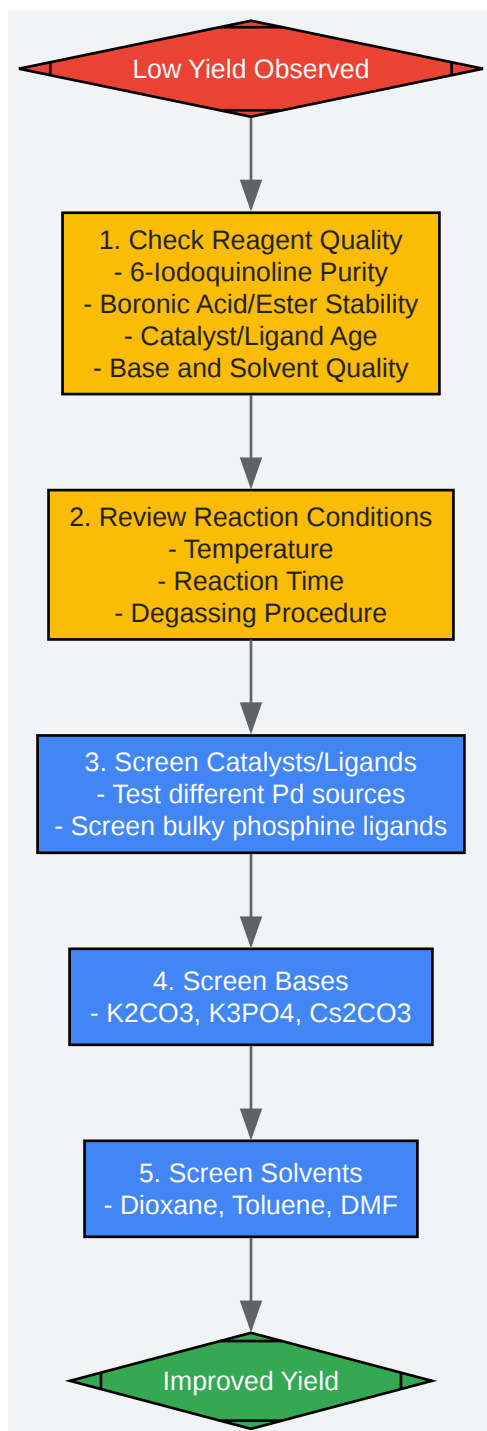 Low Yield Observed
1. Check Reagent Quality
- 6-Iodoquinoline Purity
- Boronic Acid/Ester Stability
- Catalyst/Ligand Age
- Base and Solvent Quality
2. Review Reaction Conditions
- Temperature
- Reaction Time
- Degassing Procedure
3. Screen Catalysts/Ligands
- Test different Pd sources
- Screen bulky phosphine ligands
4. Screen Bases
- K2CO3, K3PO4, Cs2CO3
5. Screen Solvents
- Dioxane, Toluene, DMF
Improved Yield